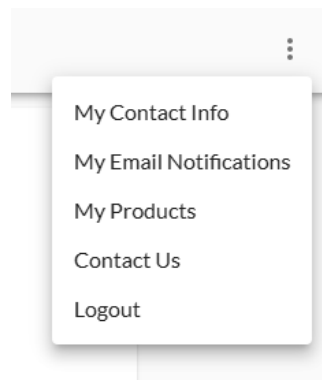 My Contact Info
My Email Notifications
My Products
Contact Us
Logout